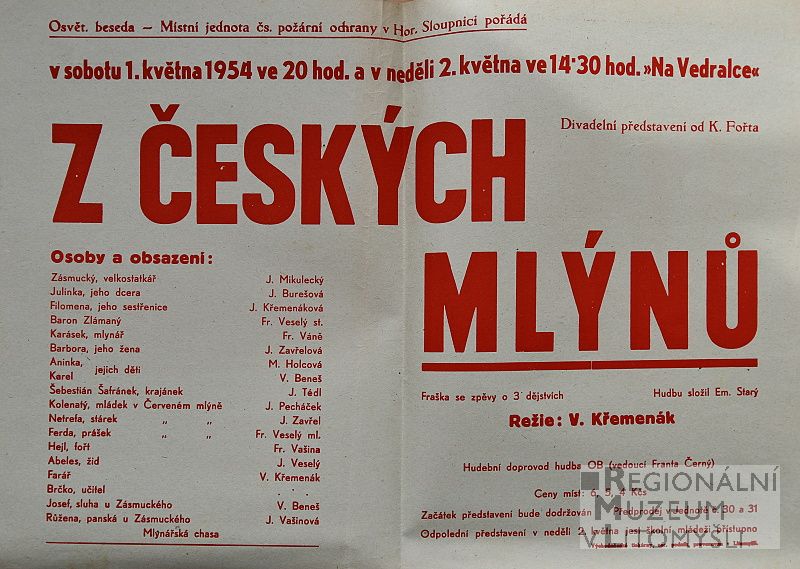 Osvět. beseda – Místní jednota čs. požární ochrany v Hor. Sloupnici pořádá
v sobotu 1. května 1954 ve 20 hod. a v neděli 2. května ve 14·30 hod. »Na Vedralce«
Z ČESKÝCH
Divadelní představení od K. Fořta
MLÝNŮ
Osoby a obsazení:
Zásmucký, velkostatkář J. Mikulecký
Julinka, jeho dcera J. Burešová
Filomena, jeho sestřenice J. Křemenáková
Baron Zlámaný Fr. Veselý st.
Karásek, mlynář Fr. Váně
Barbora, jeho žena J. Zavřelová
Aninka, M. Holcová
jejich děti
Karel V. Beneš
Šebestián Šafránek, krajánek J. Tédl
Kolenatý, mládek v Červeném mlýně J. Pecháček
Netrefa, stárek „ „ J. Zavřel
Ferda, prášek „ „ Fr. Veselý ml.
Hejl, fořt Fr. Vašina
Abeles, žid J. Veselý
Farář V. Křemenák
Brčko, učitel . . .
Josef, sluha u Zásmuckého V. Beneš
Růžena, panská u Zásmuckého J. Vašinová
Mlynářská chasa
Fraška se zpěvy o 3 dějstvích Hudbu složil Em. Starý
Režie: V. Křemenák
Hudební doprovod hudba OB (vedoucí Franta Černý)
Ceny míst: 6, 5, 4 Kčs
Začátek představení bude dodržován Předprodej v Jednotě č. 30 a 31
Odpolední představení v neděli 2. května jest školní mládeži přístupno
REGIONÁLNÍ
MUZEUM
V LITOMYŠLI